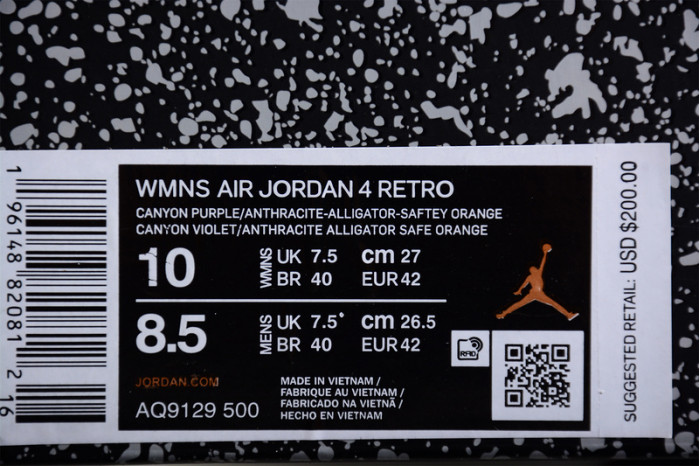 WMNS AIR JORDAN 4 RETRO
CANYON PURPLE/ANTHRACITE-ALLIGATOR-SAFTEY ORANGE
CANYON VIOLET/ANTHRACITE ALLIGATOR SAFE ORANGE
10 WMNS UK 7.5 cm 27
BR 40 EUR 42
8.5 MENS UK 7.5* cm 26.5
BR 40 EUR 42
RFID
JORDAN.COM
AQ9129 500
MADE IN VIETNAM /
FABRIQUE AU VIETNAM /
FABRICADO NA VIETNÃ /
HECHO EN VIETNAM
1 96148 82081 2 16
SUGGESTED RETAIL: USD $200.00